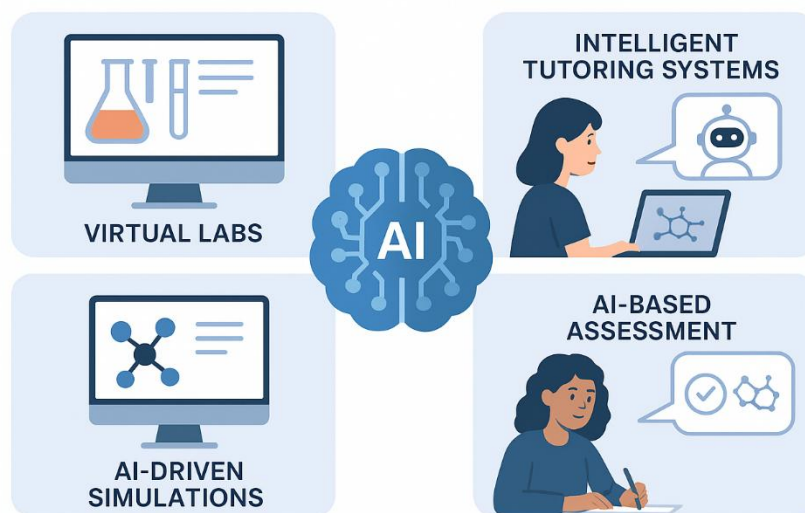 VIRTUAL LABS
INTELLIGENT
TUTORING SYSTEMS
AI
AI-DRIVEN
SIMULATIONS
AI-BASED
ASSESSMENT